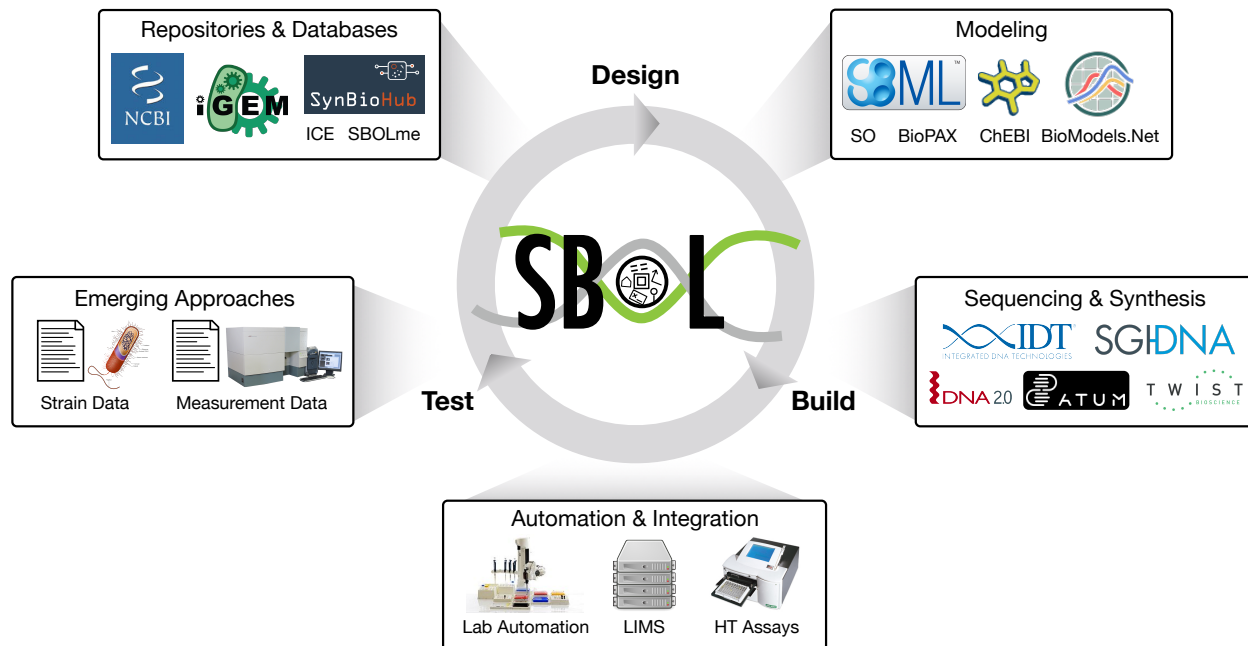 Repositories & Databases
NCBI
iGEM
SynBioHub
ICE SBOLme
Design
Modeling
SBML™
SO BioPAX ChEBI BioModels.Net
SBOL
Emerging Approaches
Strain Data Measurement Data
Test
Build
Sequencing & Synthesis
IDT®
INTEGRATED DNA TECHNOLOGIES
SGI-DNA
DNA 2.0
ATUM
TWIST
BIOSCIENCE
Automation & Integration
Lab Automation LIMS HT Assays